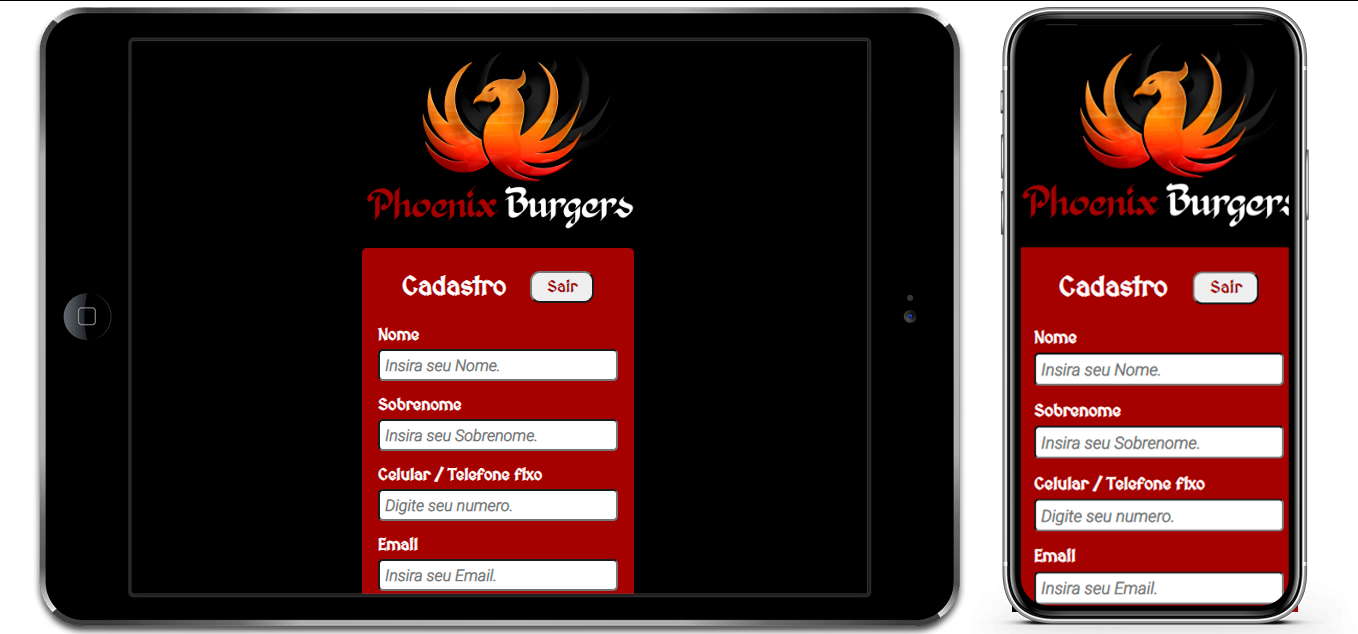 Phoenix Burgers
Cadastro Sair
Nome
Insira seu Nome.
Sobrenome
Insira seu Sobrenome.
Celular / Telefone fixo
Digite seu numero.
Email
Insira seu Email.
Phoenix Burgers
Cadastro Sair
Nome
Insira seu Nome.
Sobrenome
Insira seu Sobrenome.
Celular / Telefone fixo
Digite seu numero.
Email
Insira seu Email.